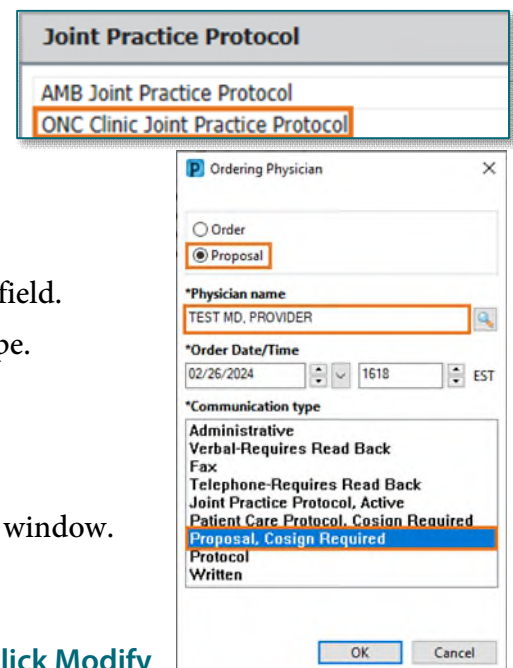 Joint Practice Protocol
AMB Joint Practice Protocol
ONC Clinic Joint Practice Protocol
P Ordering Physician
Order
Proposal
field.
*Physician name
TEST MD, PROVIDER
pe.
*Order Date/Time
02/26/2024 1618 EST
*Communication type
Administrative
Verbal-Requires Read Back
Fax
Telephone-Requires Read Back
Joint Practice Protocol, Active
Patient Care Protocol, Cosign Required
window.
Proposal, Cosign Required
Protocol
Written
OK Cancel
lick Modify